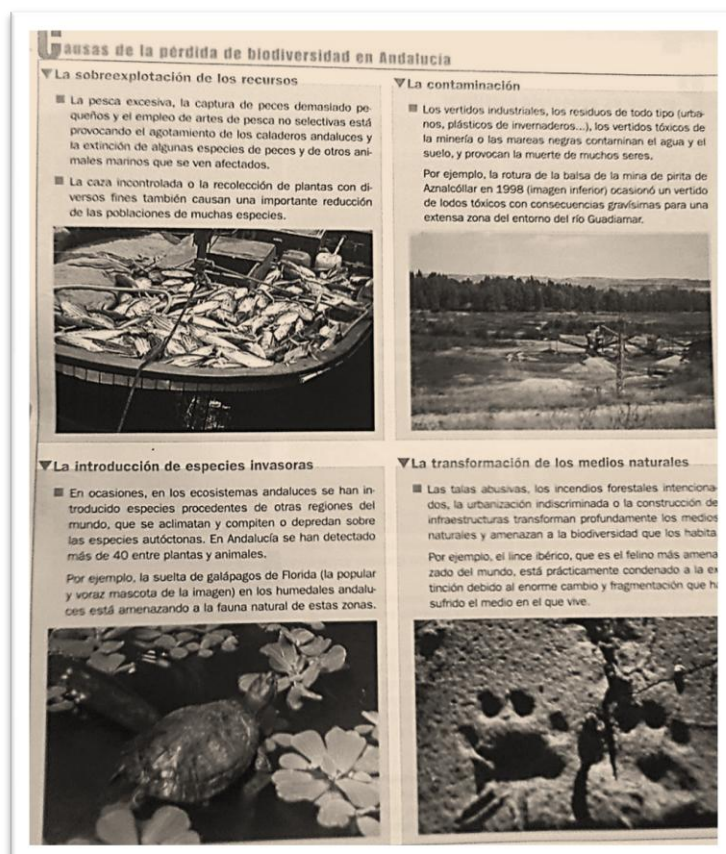 Causas de la pérdida de biodiversidad en Andalucía
▼La sobreexplotación de los recursos
■ La pesca excesiva, la captura de peces demasiado pe-
queños y el empleo de artes de pesca no selectivas está
provocando el agotamiento de los caladeros andaluces y
la extinción de algunas especies de peces y de otros ani-
males marinos que se ven afectados.
■ La caza incontrolada o la recolección de plantas con di-
versos fines también causan una importante reducción
de las poblaciones de muchas especies.
▼La contaminación
■ Los vertidos industriales, los residuos de todo tipo (urba-
nos, plásticos de invernaderos...), los vertidos tóxicos de
la minería o las mareas negras contaminan el agua y el
suelo, y provocan la muerte de muchos seres.
Por ejemplo, la rotura de la balsa de la mina de pirita de
Aznalcóllar en 1998 (imagen inferior) ocasionó un vertido
de lodos tóxicos con consecuencias gravísimas para una
extensa zona del entorno del río Guadiamar.
▼La introducción de especies invasoras
■ En ocasiones, en los ecosistemas andaluces se han in-
troducido especies procedentes de otras regiones del
mundo, que se aclimatan y compiten o depredan sobre
las especies autóctonas. En Andalucía se han detectado
más de 40 entre plantas y animales.
Por ejemplo, la suelta de galápagos de Florida (la popular
y voraz mascota de la imagen) en los humedales andalu-
ces está amenazando a la fauna natural de estas zonas.
▼La transformación de los medios naturales
■ Las talas abusivas, los incendios forestales intenciona
dos, la urbanización indiscriminada o la construcción de
infraestructuras transforman profundamente los medios
naturales y amenazan a la biodiversidad que los habita
Por ejemplo, el lince ibérico, que es el felino más amena
zado del mundo, está prácticamente condenado a la ex
tinción debido al enorme cambio y fragmentación que ha
sufrido el medio en el que vive.